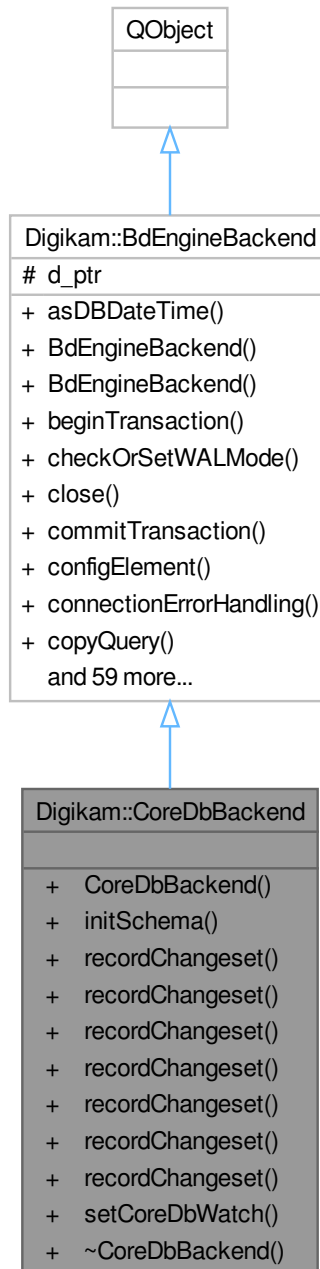 QObject
Digikam::BdEngineBackend
# d_ptr
+ asDBDateTime()
+ BdEngineBackend()
+ BdEngineBackend()
+ beginTransaction()
+ checkOrSetWALMode()
+ close()
+ commitTransaction()
+ configElement()
+ connectionErrorHandling()
+ copyQuery()
and 59 more...
Digikam::CoreDbBackend
+ CoreDbBackend()
+ initSchema()
+ recordChangeset()
+ recordChangeset()
+ recordChangeset()
+ recordChangeset()
+ recordChangeset()
+ recordChangeset()
+ recordChangeset()
+ setCoreDbWatch()
+ ~CoreDbBackend()